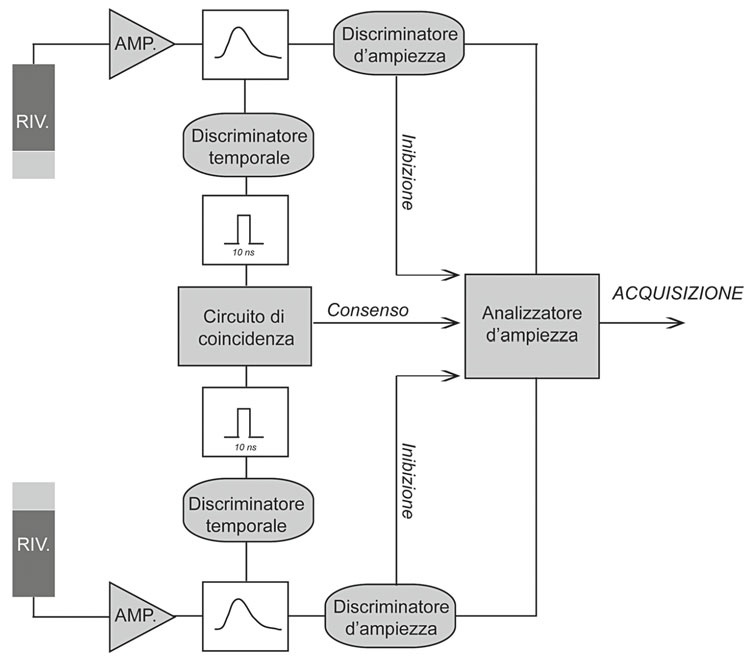 AMP.
Discriminatore
d'ampiezza
RIV.
Discriminatore
temporale
Inibizione
10 ns
Circuito di
coincidenza
Consenso
Analizzatore
d'ampiezza
ACQUISIZIONE
10 ns
Inibizione
Discriminatore
temporale
RIV.
AMP.
Discriminatore
d'ampiezza